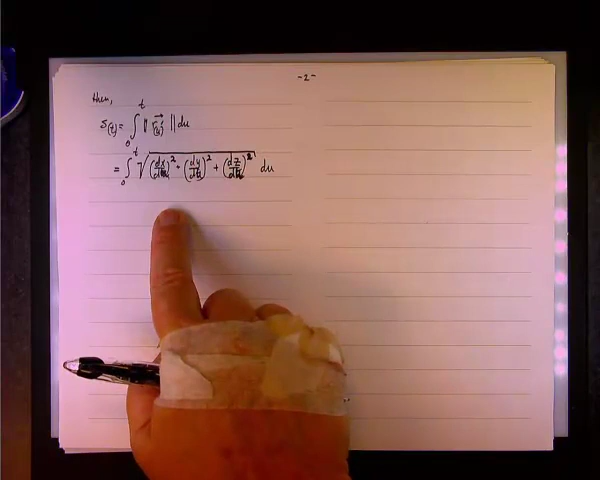 -2-
then,
S(t) = ∫₀ᵗ ‖ r⃗'(u) ‖ du
= ∫₀ᵗ √((dx/du)² + (dy/du)² + (dz/du)²) du